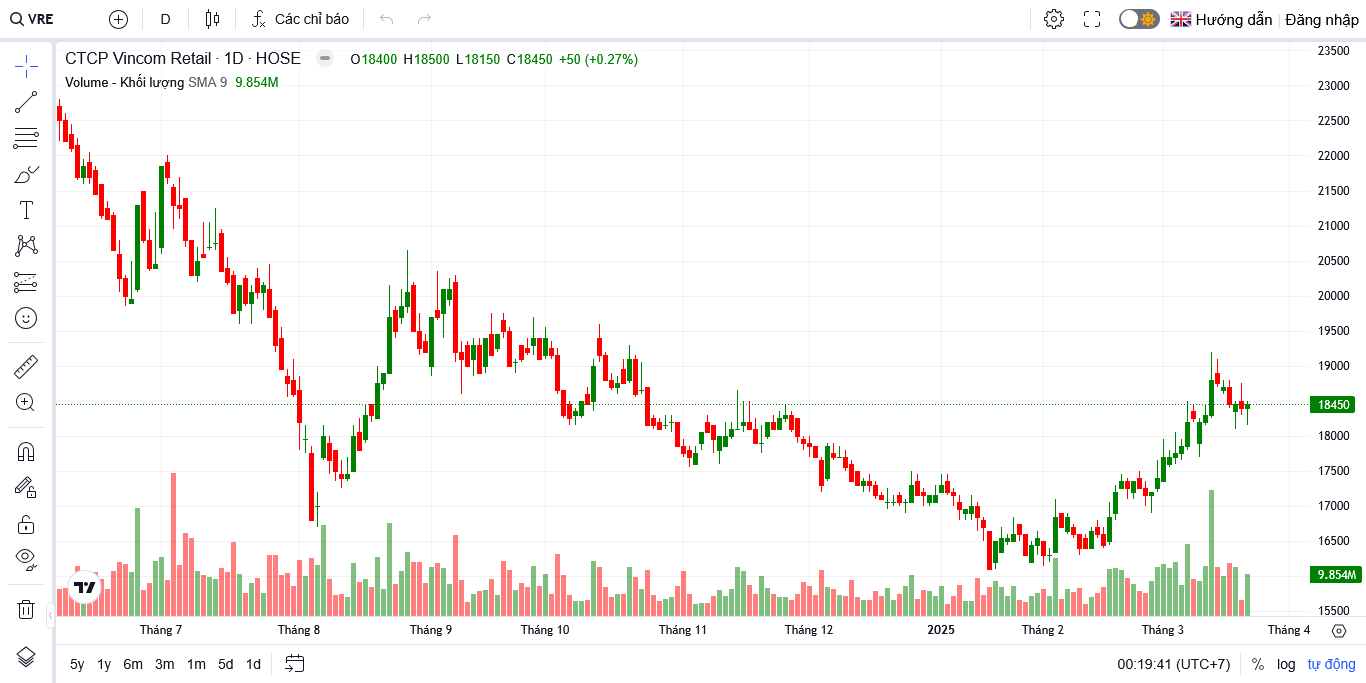 VRE D Các chỉ báo Hướng dẫn Đăng nhập
CTCP Vincom Retail · 1D · HOSE O18400 H18500 L18150 C18450 +50 (+0.27%)
Volume - Khối lượng SMA 9 9.854M
23500
23000
22500
22000
21500
21000
20500
20000
19500
19000
18450
18000
17500
17000
16500
9.854M
15500
Tháng 7 Tháng 8 Tháng 9 Tháng 10 Tháng 11 Tháng 12 2025 Tháng 2 Tháng 3 Tháng 4
5y 1y 6m 3m 1m 5d 1d 00:19:41 (UTC+7) % log tự động